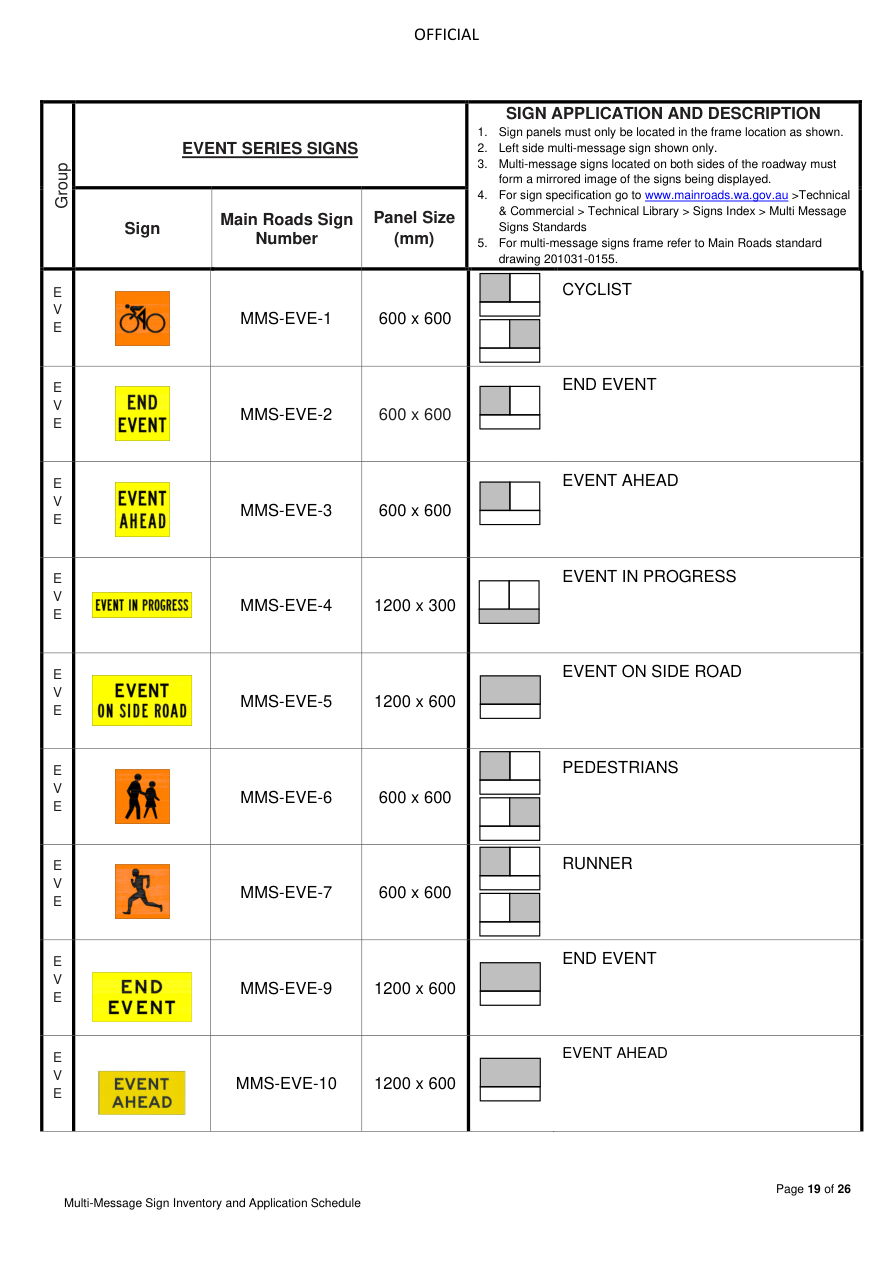 OFFICIAL
Group
EVENT SERIES SIGNS
SIGN APPLICATION AND DESCRIPTION
1. Sign panels must only be located in the frame location as shown.
2. Left side multi-message sign shown only.
3. Multi-message signs located on both sides of the roadway must
form a mirrored image of the signs being displayed.
4. For sign specification go to www.mainroads.wa.gov.au >Technical
& Commercial > Technical Library > Signs Index > Multi Message
Signs Standards
5. For multi-message signs frame refer to Main Roads standard
drawing 201031-0155.
Sign
Main Roads Sign
Number
Panel Size
(mm)
E
V
E
MMS-EVE-1
600 x 600
CYCLIST
E
V
E
END
EVENT
MMS-EVE-2
600 x 600
END EVENT
E
V
E
EVENT
AHEAD
MMS-EVE-3
600 x 600
EVENT AHEAD
E
V
E
EVENT IN PROGRESS
MMS-EVE-4
1200 x 300
EVENT IN PROGRESS
E
V
E
EVENT
ON SIDE ROAD
MMS-EVE-5
1200 x 600
EVENT ON SIDE ROAD
E
V
E
MMS-EVE-6
600 x 600
PEDESTRIANS
E
V
E
MMS-EVE-7
600 x 600
RUNNER
E
V
E
END
EVENT
MMS-EVE-9
1200 x 600
END EVENT
E
V
E
EVENT
AHEAD
MMS-EVE-10
1200 x 600
EVENT AHEAD
Page 19 of 26
Multi-Message Sign Inventory and Application Schedule